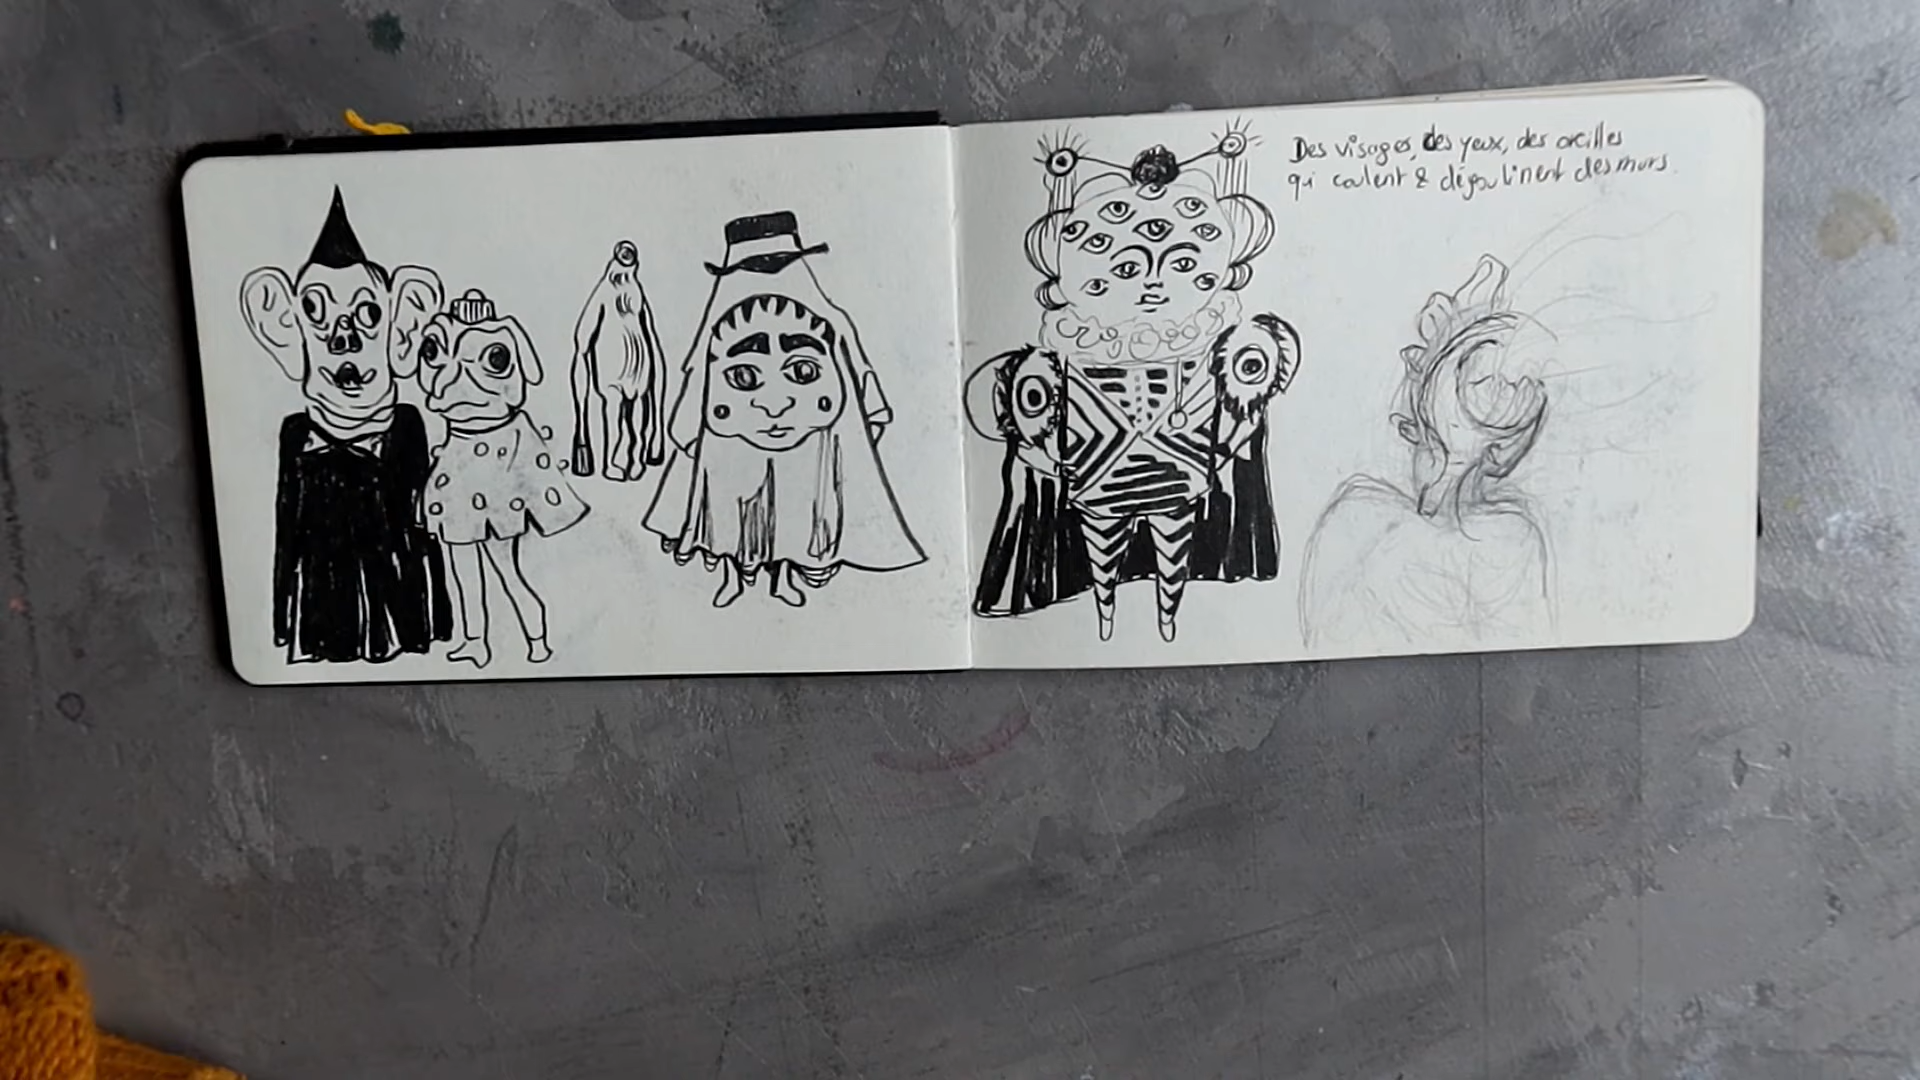 Des visages, des yeux, des oreilles
qui coulent & dégoulinent des murs.